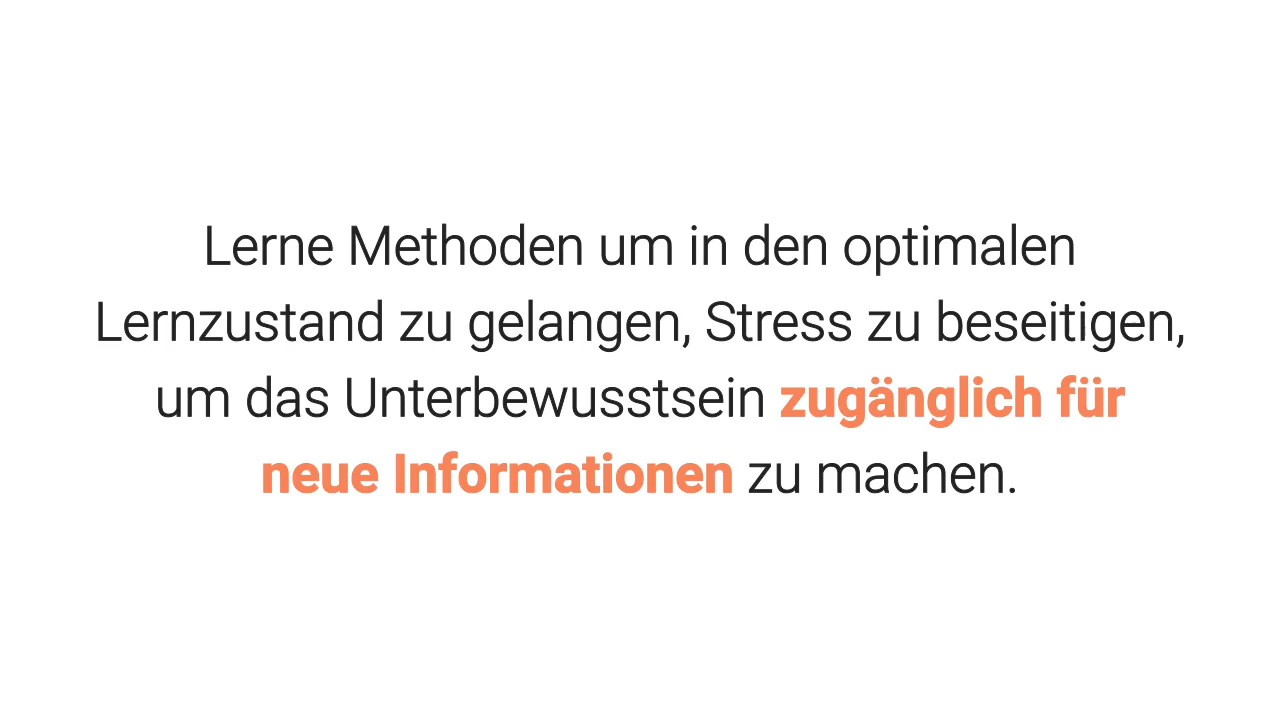 Lerne Methoden um in den optimalen
Lernzustand zu gelangen, Stress zu beseitigen,
um das Unterbewusstsein zugänglich für
neue Informationen zu machen.